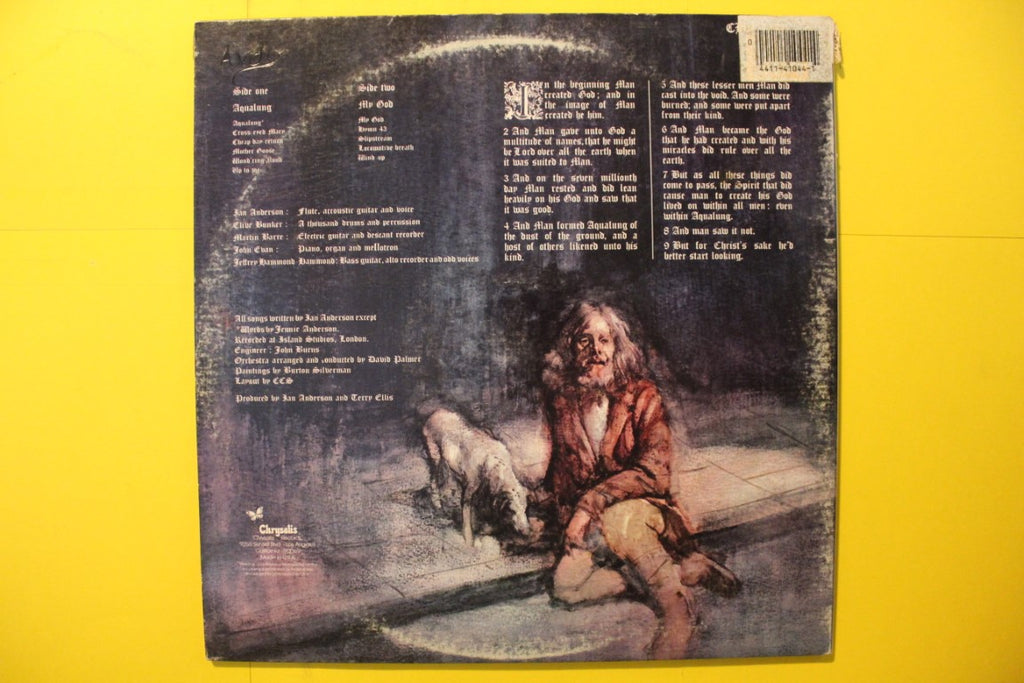 Side one
Aqualung
Aqualung*
Cross-eyed Mary
Cheap day return
Mother Goose
Wond'ring Aloud
Up to me
Side two
My God
My God
Hymn 43
Slipstream
Locomotive breath
Wind up
Ian Anderson : Flute, accoustic guitar and voice
Clive Bunker : A thousand drums and percussion
Martin Barre : Electric guitar and descant recorder
John Evan : Piano, organ and mellotron
Jeffrey Hammond-Hammond: Bass guitar, alto recorder and odd voices
All songs written by Ian Anderson except
*Words by Jennie Anderson.
Recorded at Island Studios, London.
Engineer : John Burns
Orchestra arranged and conducted by David Palmer
Paintings by Burton Silverman
Layout by CCS
Produced by Ian Anderson and Terry Ellis
Chrysalis
In the beginning Man
created God; and in
the image of Man
created he him.
2 And Man gave unto God a
multitude of names, that he might
be Lord over all the earth when
it was suited to Man.
3 And on the seven millionth
day Man rested and did lean
heavily on his God and saw that
it was good.
4 And Man formed Aqualung of
the dust of the ground, and a
host of others likened unto his
kind.
5 And these lesser men Man did
cast into the void. And some were
burned; and some were put apart
from their kind.
6 And Man became the God
that he had created and with his
miracles did rule over all the
earth.
7 But as all these things did
come to pass, the Spirit that did
cause man to create his God
lived on within all men: even
within Aqualung.
8 And man saw it not.
9 But for Christ's sake he'd
better start looking.